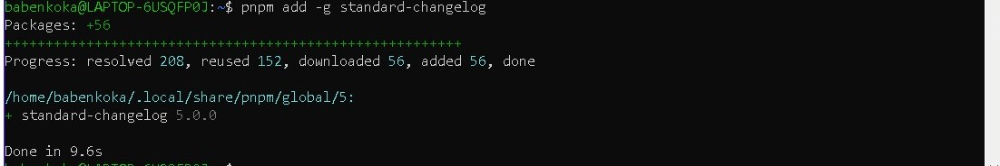 babenkoka@LAPTOP-6USQFP0J:~$ pnpm add -g standard-changelog
Packages: +56
++++++++++++++++++++++++++++++++++++++++++++++++++++++++
Progress: resolved 208, reused 152, downloaded 56, added 56, done
/home/babenkoka/.local/share/pnpm/global/5:
+ standard-changelog 5.0.0
Done in 9.6s
babenkoka@LAPTOP-6USQFP0J:~$